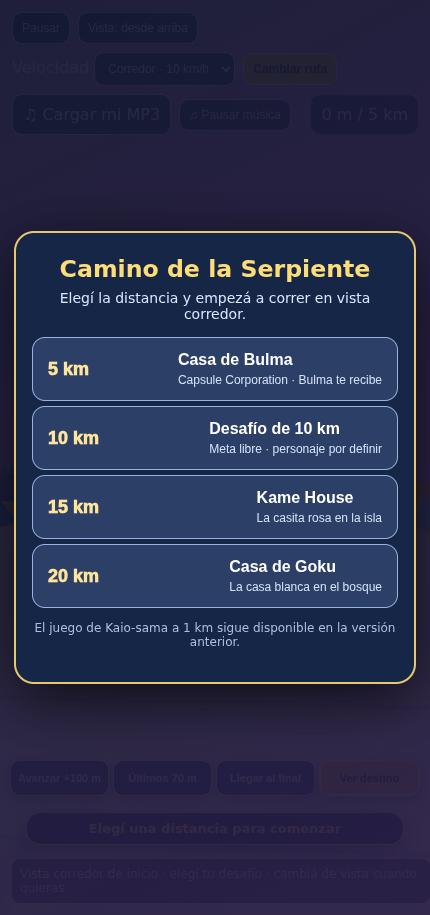 Pausar
Vista: desde arriba
Velocidad
Corredor · 10 km/h
Cambiar ruta
♫ Cargar mi MP3
♫ Pausar música
0 m / 5 km
Camino de la Serpiente
Elegí la distancia y empezá a correr en vista
corredor.
5 km
Casa de Bulma
Capsule Corporation · Bulma te recibe
10 km
Desafío de 10 km
Meta libre · personaje por definir
15 km
Kame House
La casita rosa en la isla
20 km
Casa de Goku
La casa blanca en el bosque
El juego de Kaio-sama a 1 km sigue disponible en la versión
anterior.
Avanzar +100 m
Últimos 70 m
Llegar al final
Ver destino
Elegí una distancia para comenzar
Vista corredor de inicio · elegí tu desafío · cambiá de vista cuando
quieras